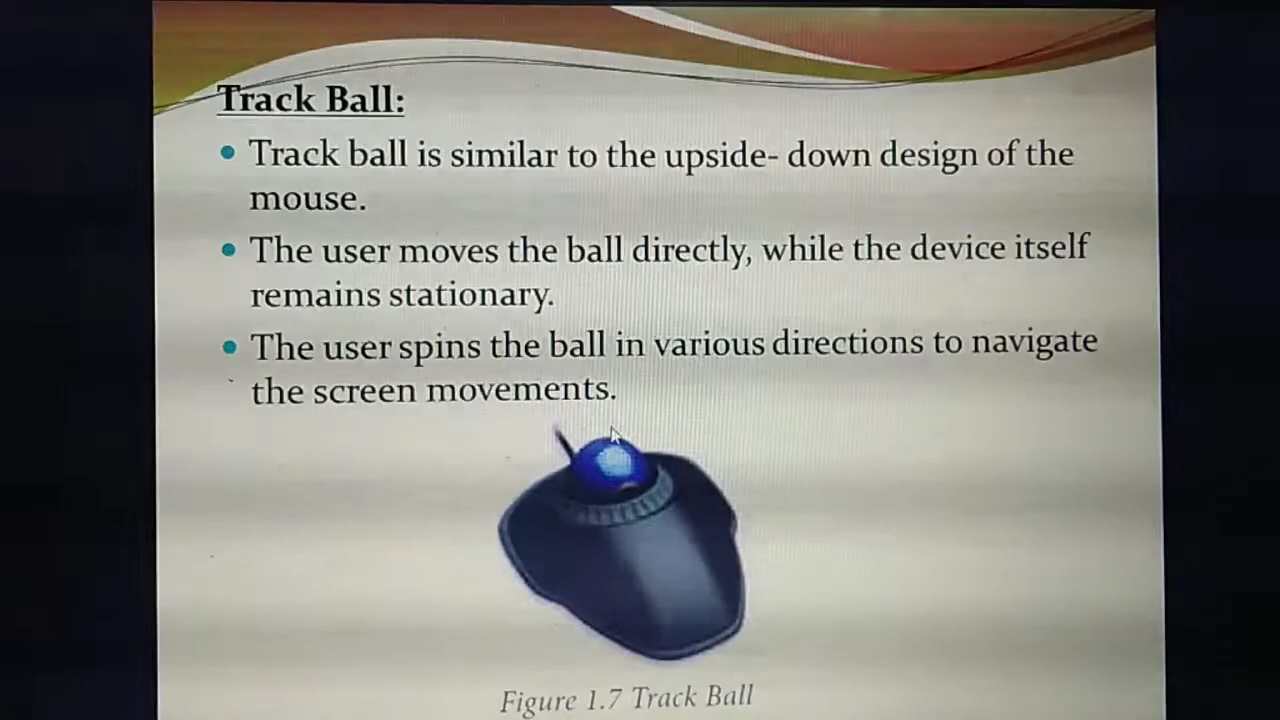 Track Ball:
Track ball is similar to the upside- down design of the
mouse.
The user moves the ball directly, while the device itself
remains stationary.
The user spins the ball in various directions to navigate
the screen movements.
Figure 1.7 Track Ball